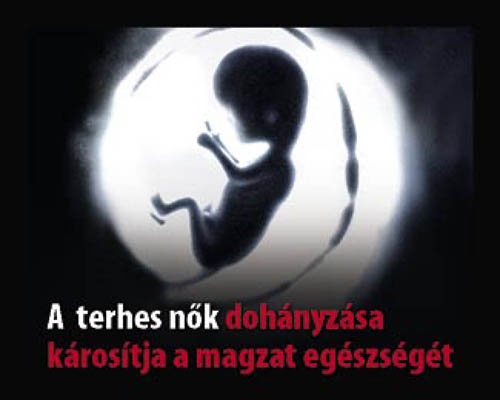 A terhes nők dohányzása
károsítja a magzat egészségét